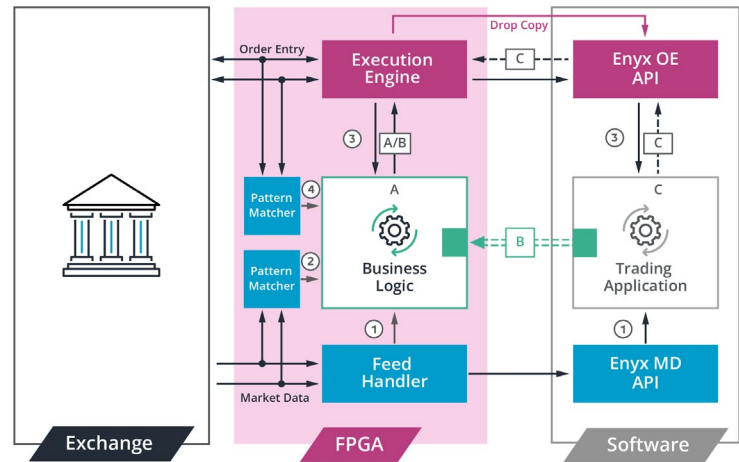 Drop Copy
Order Entry
Execution
Engine
C
Enyx OE
API
3
A/B
3
C
4
Pattern
Matcher
A
C
2
Pattern
Matcher
Business
Logic
B
Trading
Application
1
1
Feed
Handler
Enyx MD
API
Market Data
Exchange
FPGA
Software